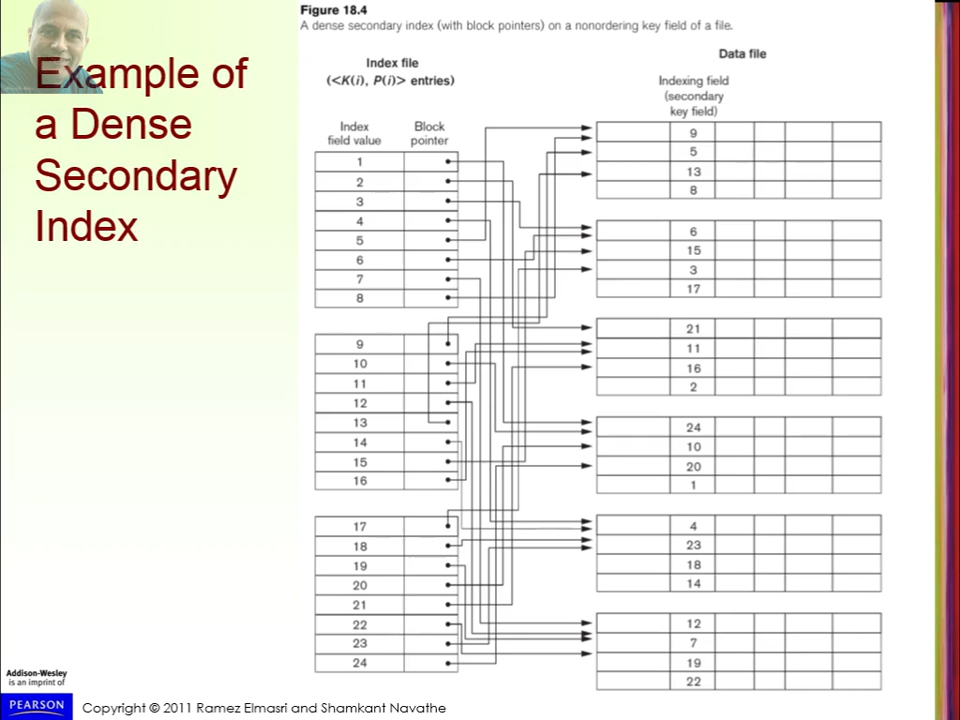 Example of
a Dense
Secondary
Index
Figure 18.4
A dense secondary index (with block pointers) on a nonordering key field of a file.
Index file
(<K(i), P(i)> entries)
Index
field value
Block
pointer
1
2
3
4
5
6
7
8
9
10
11
12
13
14
15
16
17
18
19
20
21
22
23
24
Data file
Indexing field
(secondary
key field)
9
5
13
8
6
15
3
17
21
11
16
2
24
10
20
1
4
23
18
14
12
7
19
22
Addison-Wesley
is an imprint of
PEARSON
Copyright © 2011 Ramez Elmasri and Shamkant Navathe